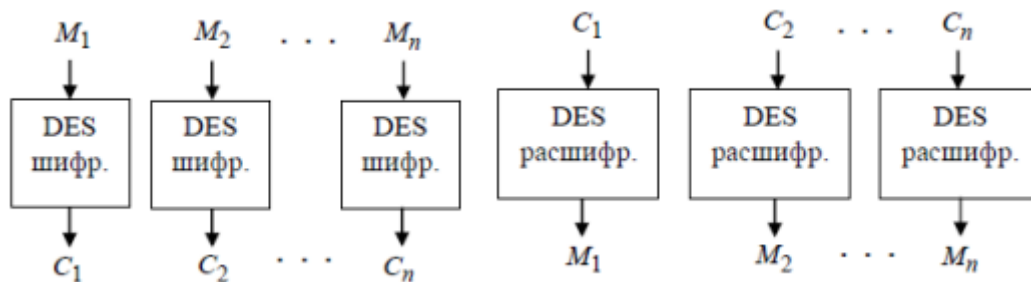 M₁ M₂ . . . Mₙ C₁ C₂ . . . Cₙ
DES DES DES DES DES DES
шифр. шифр. шифр. расшифр. расшифр. расшифр.
C₁ C₂ . . . Cₙ M₁ M₂ . . . Mₙ